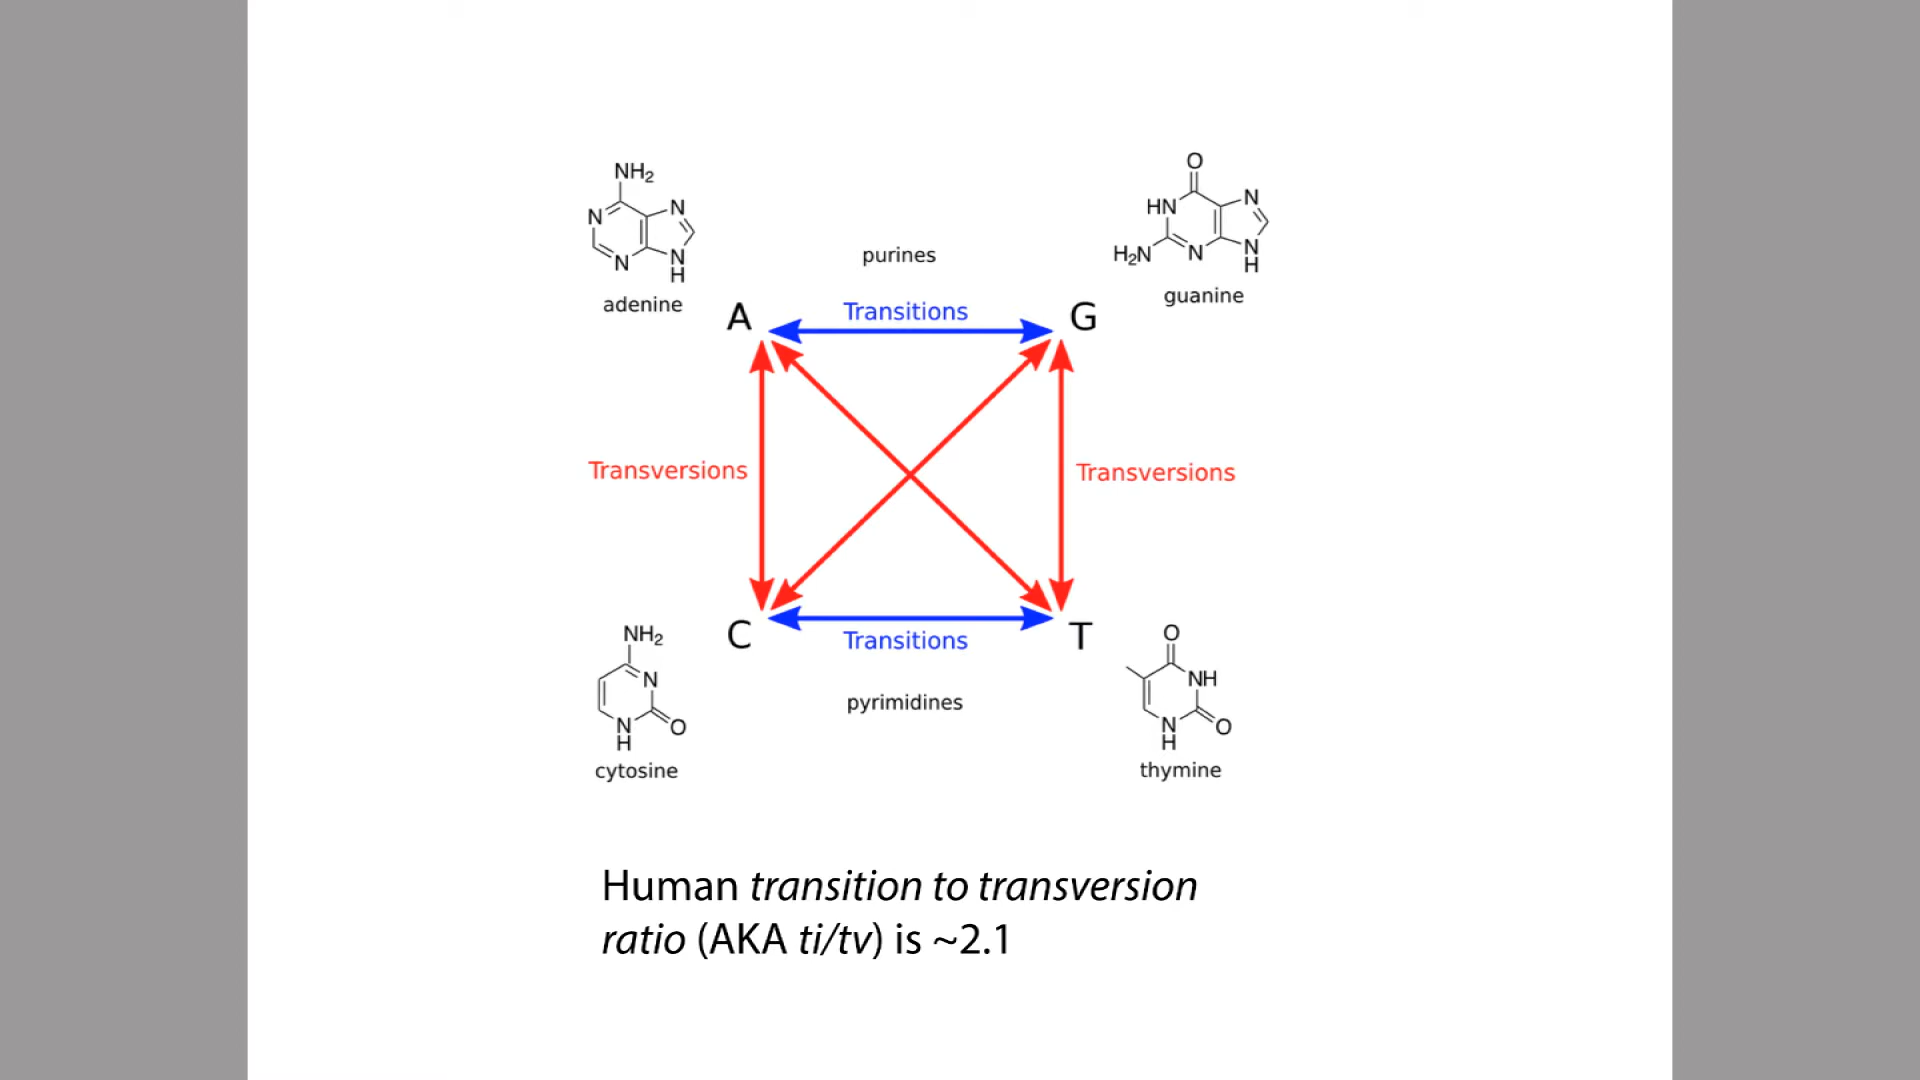 NH2
N
N
N
N
H
adenine
O
HN
N
H2N
N
N
H
guanine
purines
A
Transitions
G
Transversions
Transversions
C
Transitions
T
pyrimidines
NH2
N
N
H
O
cytosine
O
NH
N
H
O
thymine
Human transition to transversion
ratio (AKA ti/tv) is ~2.1